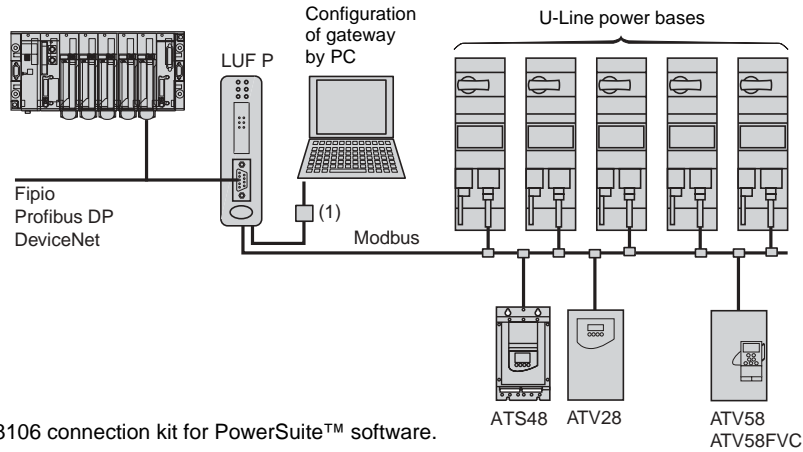 Configuration
of gateway
by PC
U-Line power bases
LUF P
Fipio
Profibus DP
DeviceNet
(1)
Modbus
ATS48
ATV28
ATV58
ATV58FVC
3106 connection kit for PowerSuite™ software.